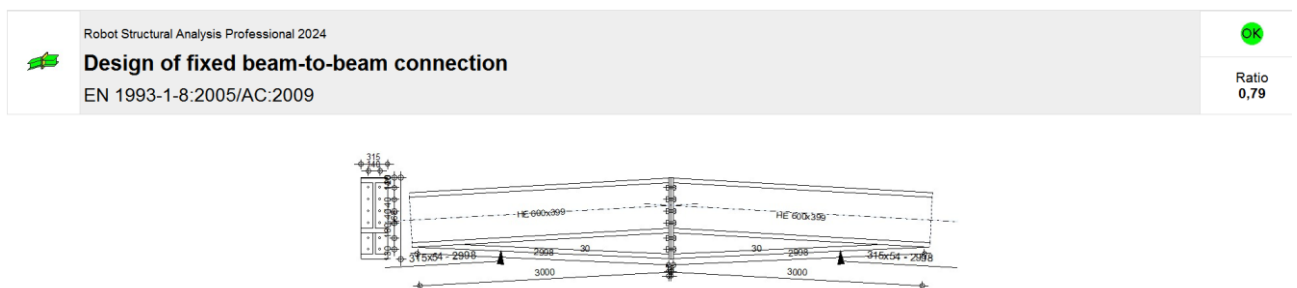 Robot Structural Analysis Professional 2024
OK
Design of fixed beam-to-beam connection
EN 1993-1-8:2005/AC:2009
Ratio
0,79
315
140
HE 600x399
HE 600x399
30
30
2998
2998
315x54 - 2998
315x54 - 2998
3000
3000